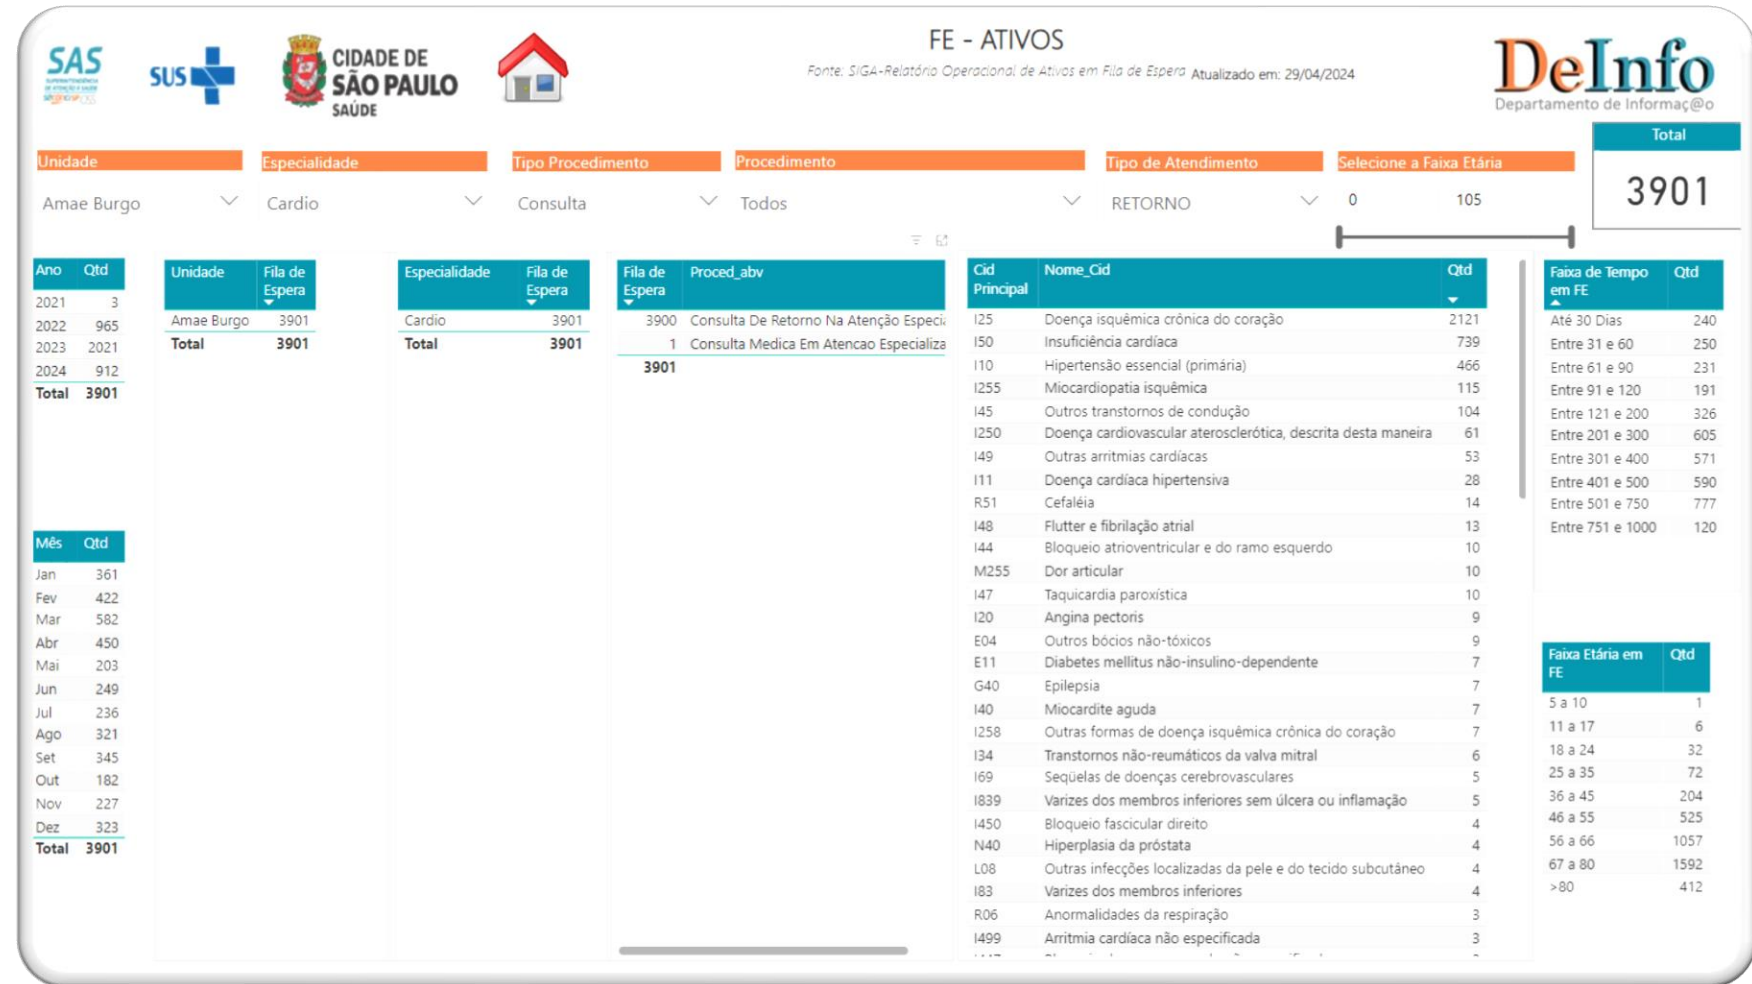 SAS
SUS
CIDADE DE
SÃO PAULO
SAÚDE
FE - ATIVOS
Fonte: SIGA-Relatório Operacional de Ativos em Fila de Espera Atualizado em: 29/04/2024
DeInfo
Departamento de Informaç@o
Total
3901
Unidade Especialidade Tipo Procedimento Procedimento Tipo de Atendimento Selecione a Faixa Etária
Amae Burgo Cardio Consulta Todos RETORNO 0 105
Ano Qtd
2021 3
2022 965
2023 2021
2024 912
Total 3901
Mês Qtd
Jan 361
Fev 422
Mar 582
Abr 450
Mai 203
Jun 249
Jul 236
Ago 321
Set 345
Out 182
Nov 227
Dez 323
Total 3901
Unidade Fila de
Espera
Amae Burgo 3901
Total 3901
Especialidade Fila de
Espera
Cardio 3901
Total 3901
Fila de Proced_abv
Espera
3900 Consulta De Retorno Na Atenção Especia
1 Consulta Medica Em Atencao Especializa
3901
Cid Nome_Cid Qtd
Principal
I25 Doença isquêmica crônica do coração 2121
I50 Insuficiência cardíaca 739
I10 Hipertensão essencial (primária) 466
I255 Miocardiopatia isquêmica 115
I45 Outros transtornos de condução 104
I250 Doença cardiovascular aterosclerótica, descrita desta maneira 61
I49 Outras arritmias cardíacas 53
I11 Doença cardíaca hipertensiva 28
R51 Cefaléia 14
I48 Flutter e fibrilação atrial 13
I44 Bloqueio atrioventricular e do ramo esquerdo 10
M255 Dor articular 10
I47 Taquicardia paroxística 10
I20 Angina pectoris 9
E04 Outros bócios não-tóxicos 9
E11 Diabetes mellitus não-insulino-dependente 7
G40 Epilepsia 7
I40 Miocardite aguda 7
I258 Outras formas de doença isquêmica crônica do coração 7
I34 Transtornos não-reumáticos da valva mitral 6
I69 Seqüelas de doenças cerebrovasculares 5
I839 Varizes dos membros inferiores sem úlcera ou inflamação 5
I450 Bloqueio fascicular direito 4
N40 Hiperplasia da próstata 4
L08 Outras infecções localizadas da pele e do tecido subcutâneo 4
I83 Varizes dos membros inferiores 4
R06 Anormalidades da respiração 3
I499 Arritmia cardíaca não especificada 3
Faixa de Tempo Qtd
em FE
Até 30 Dias 240
Entre 31 e 60 250
Entre 61 e 90 231
Entre 91 e 120 191
Entre 121 e 200 326
Entre 201 e 300 605
Entre 301 e 400 571
Entre 401 e 500 590
Entre 501 e 750 777
Entre 751 e 1000 120
Faixa Etária em Qtd
FE
5 a 10 1
11 a 17 6
18 a 24 32
25 a 35 72
36 a 45 204
46 a 55 525
56 a 66 1057
67 a 80 1592
>80 412